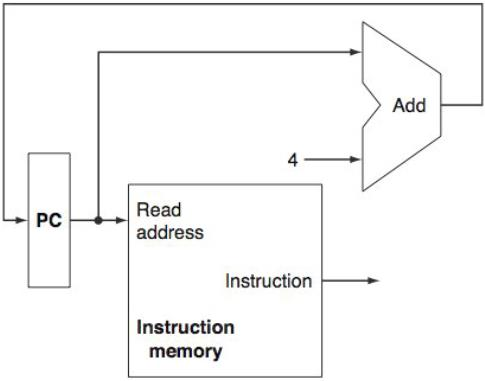 Add
4
PC
Read
address
Instruction
Instruction
memory